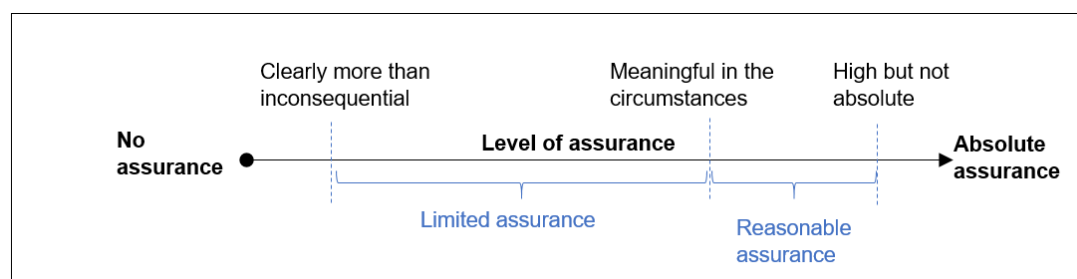 Clearly more than
inconsequential
Meaningful in the
circumstances
High but not
absolute
No
assurance
Level of assurance
Absolute
assurance
Limited assurance
Reasonable
assurance